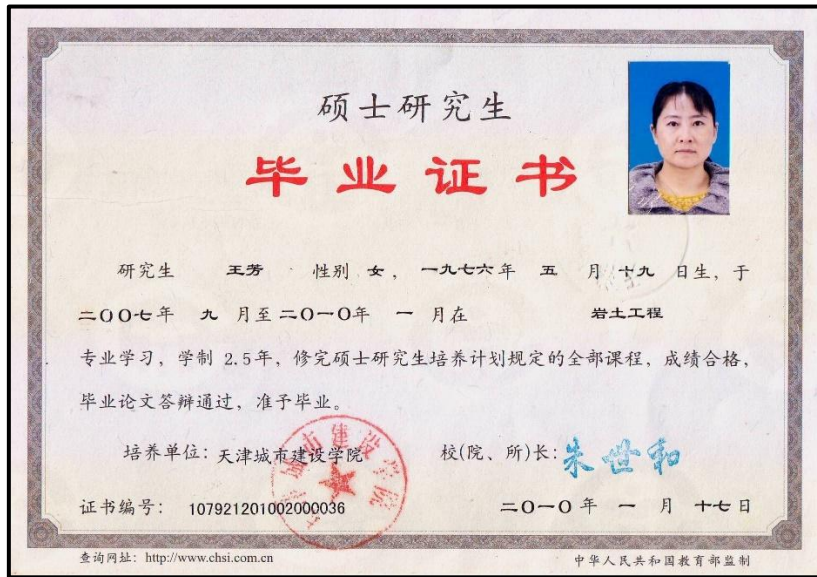 硕士研究生
毕业证书
研究生 王芳 性别 女，一九七六年 五 月 十九 日生，于
二〇〇七年 九 月至二〇一〇年 一 月在 岩土工程
专业学习，学制 2.5年，修完硕士研究生培养计划规定的全部课程，成绩合格，
毕业论文答辩通过，准予毕业。
培养单位：天津城市建设学院 校(院、所)长：朱世和
证书编号： 107921201002000036 二〇一〇 年 一 月 十七 日
查询网址：http://www.chsi.com.cn 中华人民共和国教育部监制